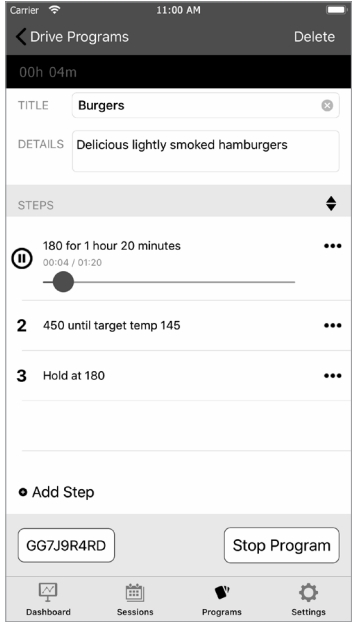 Carrier 11:00 AM
Drive Programs Delete
00h 04m
TITLE Burgers
DETAILS Delicious lightly smoked hamburgers
STEPS
180 for 1 hour 20 minutes
00:04 / 01:20
2 450 until target temp 145
3 Hold at 180
Add Step
GG7J9R4RD Stop Program
Dashboard Sessions Programs Settings